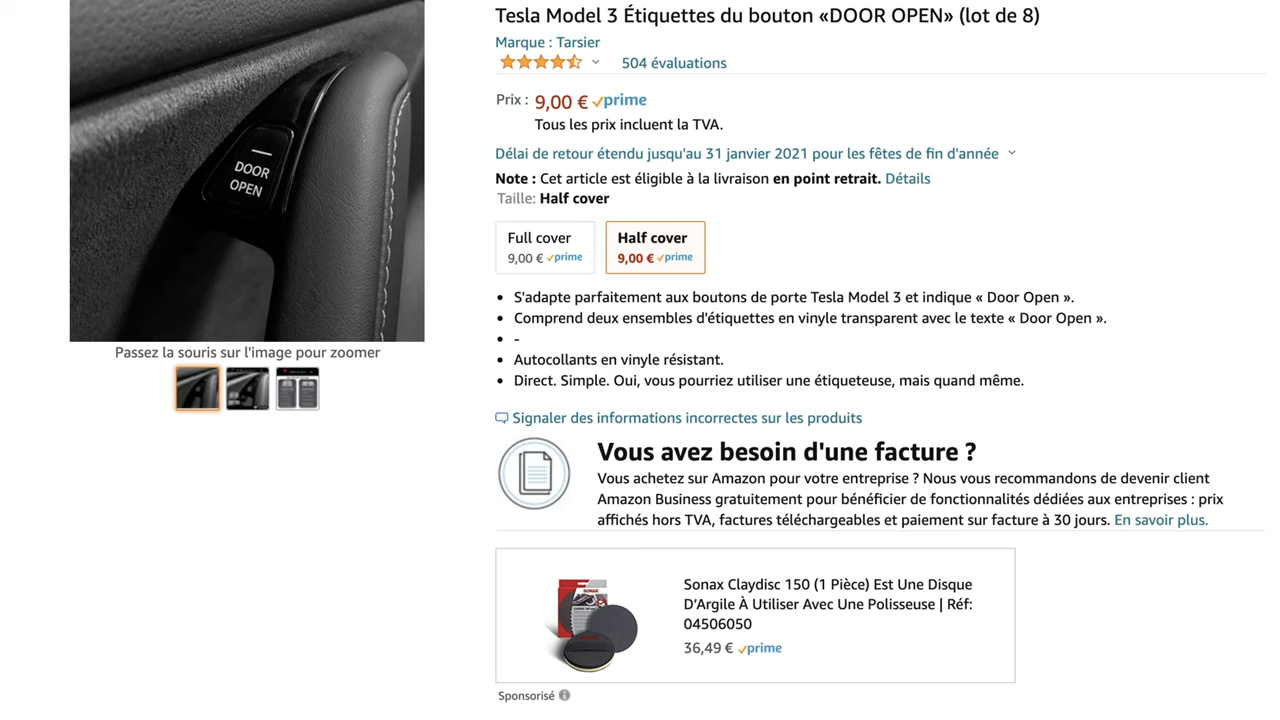 Tesla Model 3 Étiquettes du bouton «DOOR OPEN» (lot de 8)
Marque : Tarsier
504 évaluations
Prix : 9,00 € prime
Tous les prix incluent la TVA.
Délai de retour étendu jusqu'au 31 janvier 2021 pour les fêtes de fin d'année
Note : Cet article est éligible à la livraison en point retrait. Détails
Taille: Half cover
Full cover
9,00 € prime
Half cover
9,00 € prime
S'adapte parfaitement aux boutons de porte Tesla Model 3 et indique « Door Open ».
Comprend deux ensembles d'étiquettes en vinyle transparent avec le texte « Door Open ».
-
Autocollants en vinyle résistant.
Direct. Simple. Oui, vous pourriez utiliser une étiqueteuse, mais quand même.
Signaler des informations incorrectes sur les produits
Vous avez besoin d'une facture ?
Vous achetez sur Amazon pour votre entreprise ? Nous vous recommandons de devenir client
Amazon Business gratuitement pour bénéficier de fonctionnalités dédiées aux entreprises : prix
affichés hors TVA, factures téléchargeables et paiement sur facture à 30 jours. En savoir plus.
SONAX
Sonax Claydisc 150 (1 Pièce) Est Une Disque
D'Argile À Utiliser Avec Une Polisseuse | Réf:
04506050
36,49 € prime
Sponsorisé
DOOR
OPEN
Passez la souris sur l'image pour zoomer